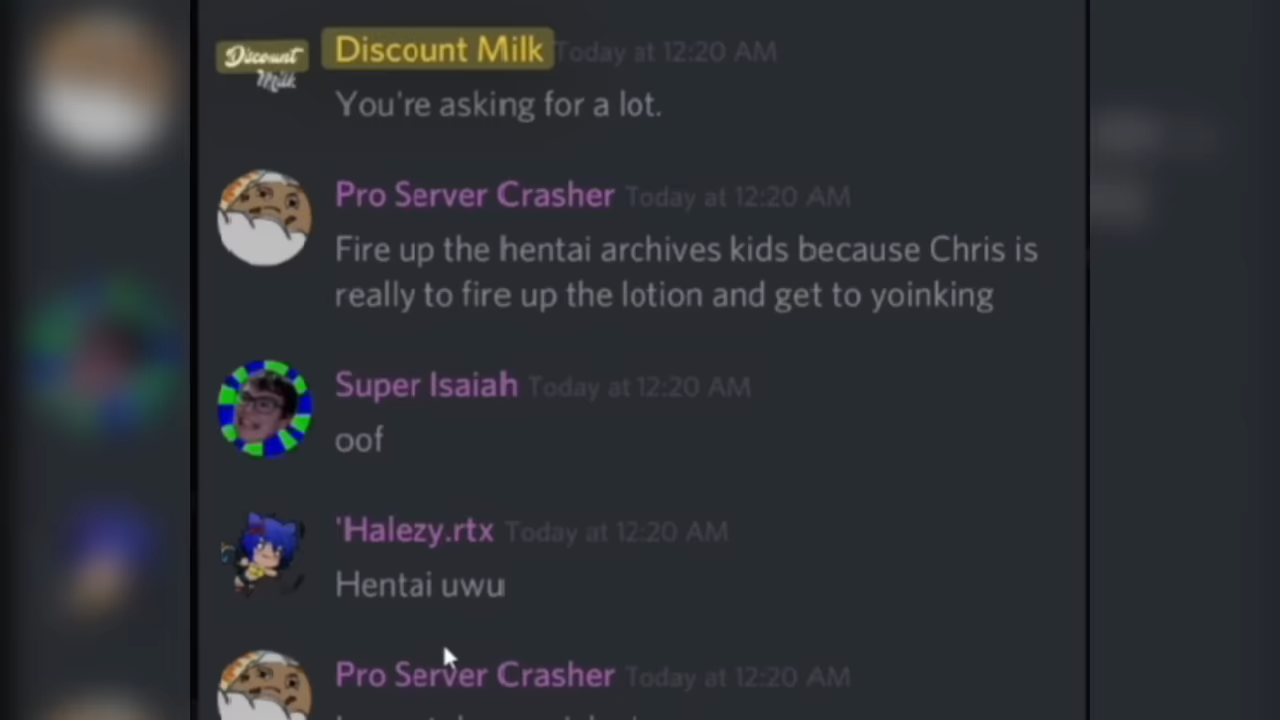 Discount
Milk
Discount Milk Today at 12:20 AM
You're asking for a lot.
Pro Server Crasher Today at 12:20 AM
Fire up the hentai archives kids because Chris is
really to fire up the lotion and get to yoinking
Super Isaiah Today at 12:20 AM
oof
'Halezy.rtx Today at 12:20 AM
Hentai uwu
Pro Server Crasher Today at 12:20 AM